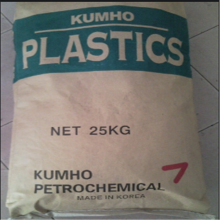 KUMHO
PLASTICS
NET 25KG
KUMHO
PETROCHEMICAL
MADE IN KOREA